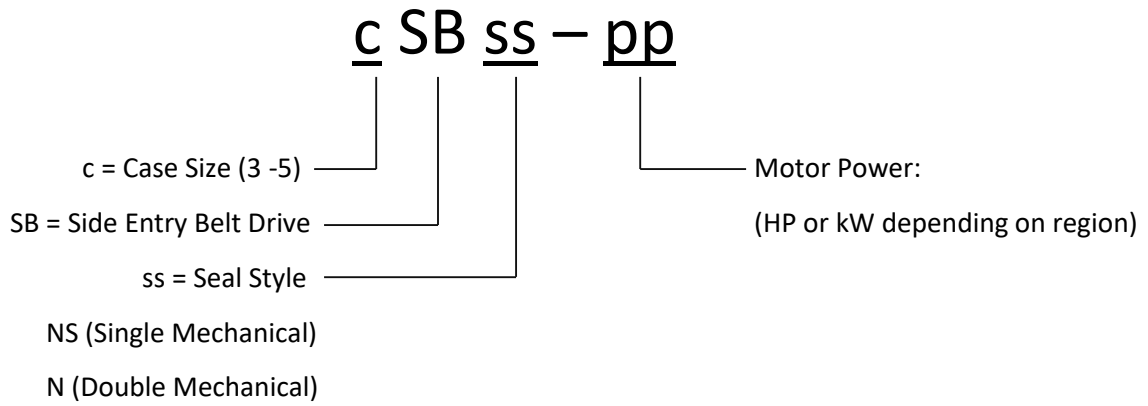 c SB ss – pp
c = Case Size (3 -5)
Motor Power:
SB = Side Entry Belt Drive
(HP or kW depending on region)
ss = Seal Style
NS (Single Mechanical)
N (Double Mechanical)